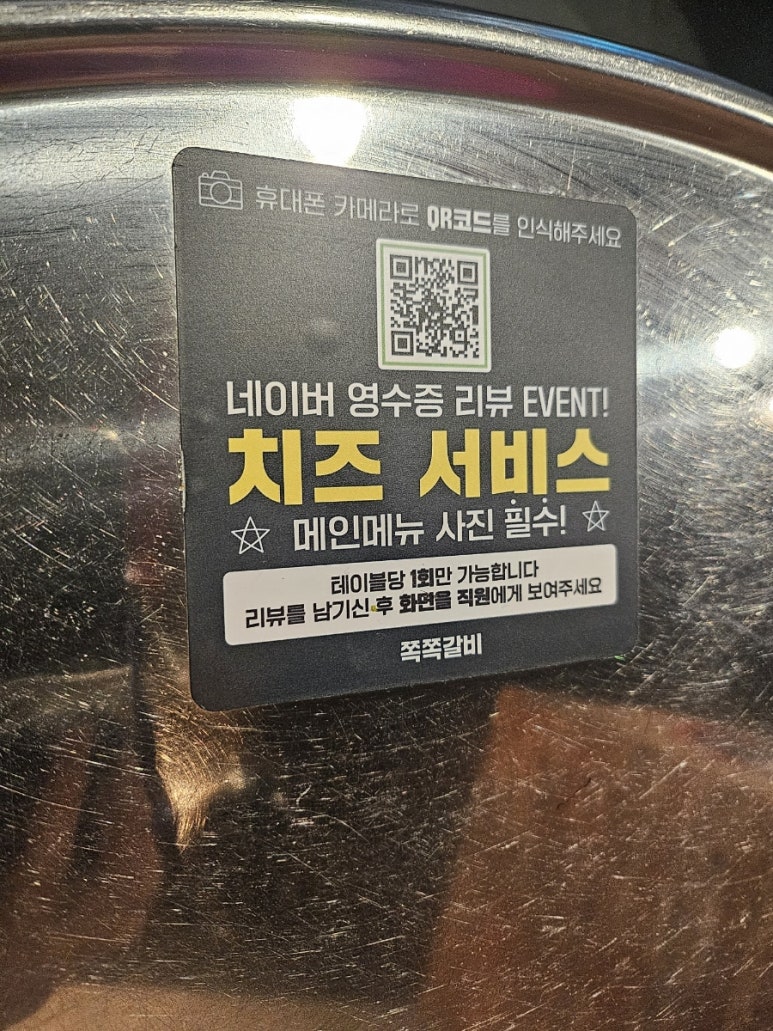 휴대폰 카메라로 QR코드를 인식해주세요
네이버 영수증 리뷰 EVENT!
치즈 서비스
메인메뉴 사진 필수!
테이블당 1회만 가능합니다
리뷰를 남기신 후 화면을 직원에게 보여주세요
쪽쪽갈비